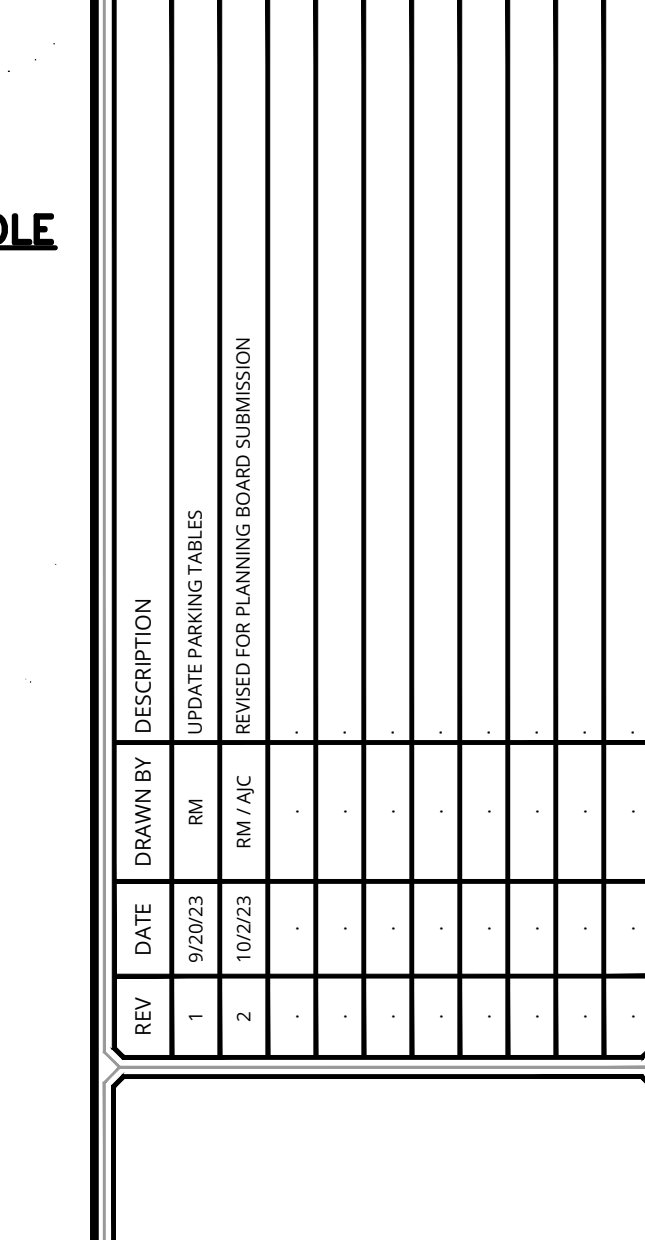 OLE
REV DATE DRAWN BY DESCRIPTION
1 9/20/23 RM UPDATE PARKING TABLES
2 10/2/23 RM / AJC REVISED FOR PLANNING BOARD SUBMISSION
. . . .
. . . .
. . . .
. . . .
. . . .
. . . .
. . . .
. . . .